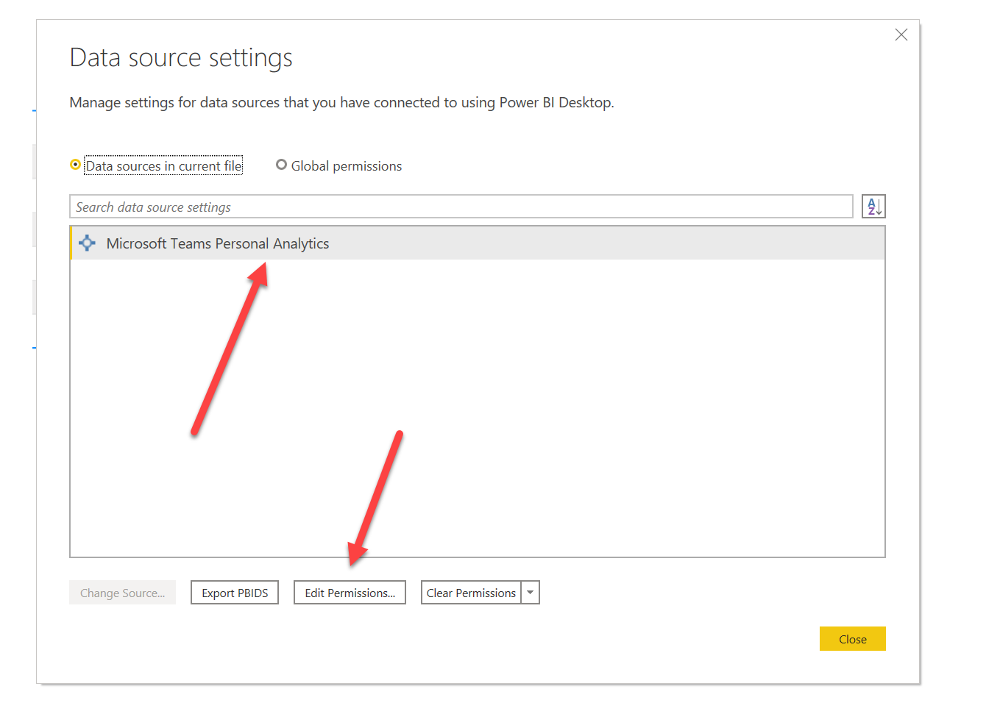 Data source settings
Manage settings for data sources that you have connected to using Power BI Desktop.
Data sources in current file Global permissions
Search data source settings
A
Z
Microsoft Teams Personal Analytics
Change Source... Export PBIDS Edit Permissions... Clear Permissions
Close